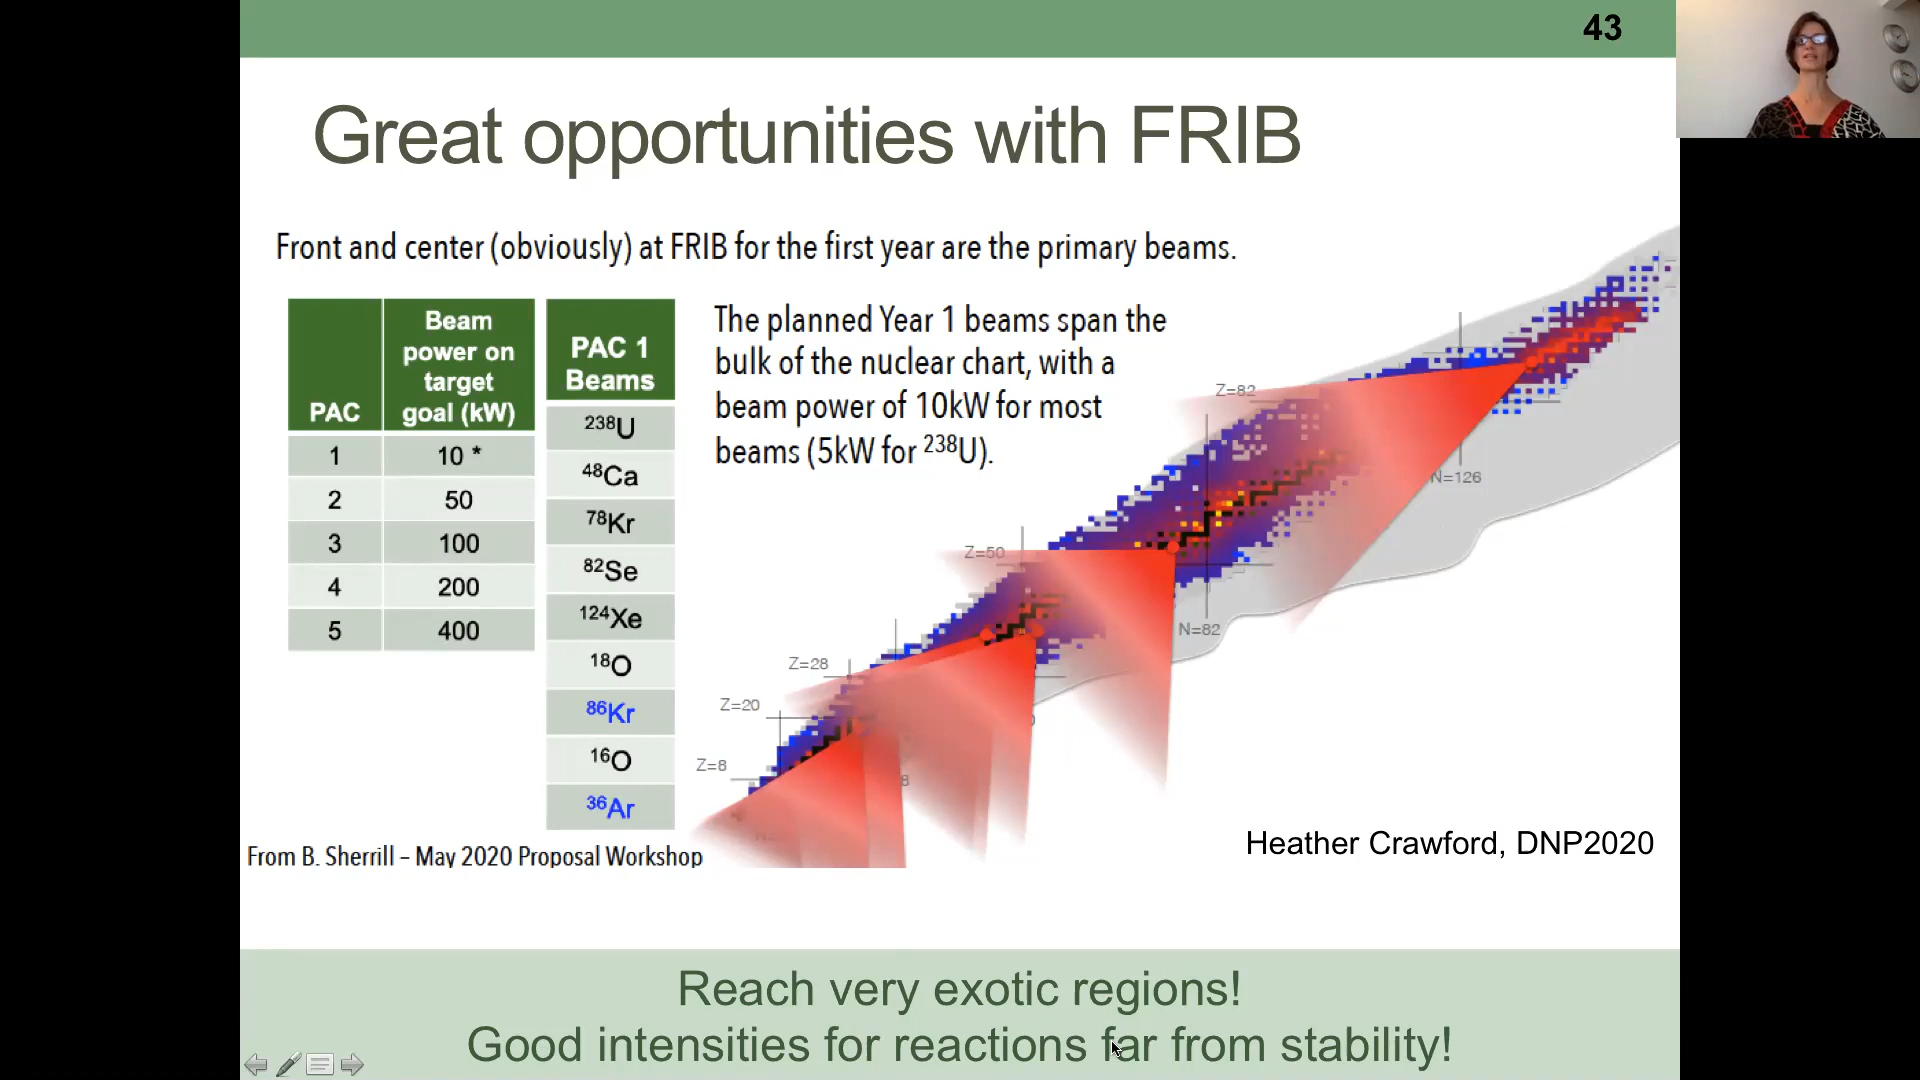 43
Great opportunities with FRIB
Front and center (obviously) at FRIB for the first year are the primary beams.
PAC
Beam
power on
target
goal (kW)
1 10 *
2 50
3 100
4 200
5 400
PAC 1
Beams
²³⁸U
⁴⁸Ca
⁷⁸Kr
⁸²Se
¹²⁴Xe
¹⁸O
⁸⁶Kr
¹⁶O
³⁶Ar
The planned Year 1 beams span the
bulk of the nuclear chart, with a
beam power of 10kW for most
beams (5kW for ²³⁸U).
Z=82
N=126
Z=50
N=82
Z=28
Z=20
Z=8
8
From B. Sherrill – May 2020 Proposal Workshop
Heather Crawford, DNP2020
Reach very exotic regions!
Good intensities for reactions far from stability!